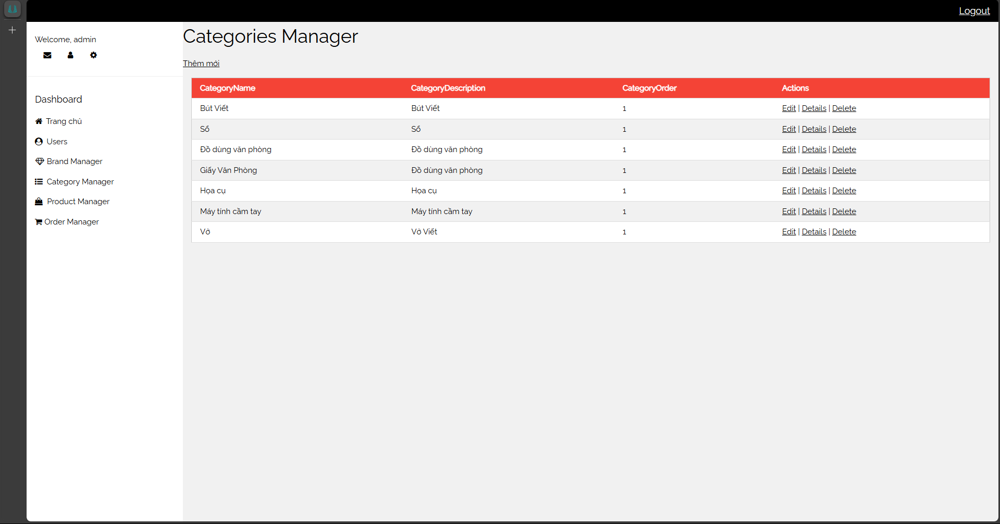 Logout
Welcome, admin
Dashboard
Trang chủ
Users
Brand Manager
Category Manager
Product Manager
Order Manager
Categories Manager
Thêm mới
CategoryName CategoryDescription CategoryOrder Actions
Bút Viết Bút Viết 1 Edit | Details | Delete
Sổ Sổ 1 Edit | Details | Delete
Đồ dùng văn phòng Đồ dùng văn phòng 1 Edit | Details | Delete
Giấy Văn Phòng Đồ dùng văn phòng 1 Edit | Details | Delete
Họa cụ Họa cụ 1 Edit | Details | Delete
Máy tính cầm tay Máy tính cầm tay 1 Edit | Details | Delete
Vở Vở Viết 1 Edit | Details | Delete